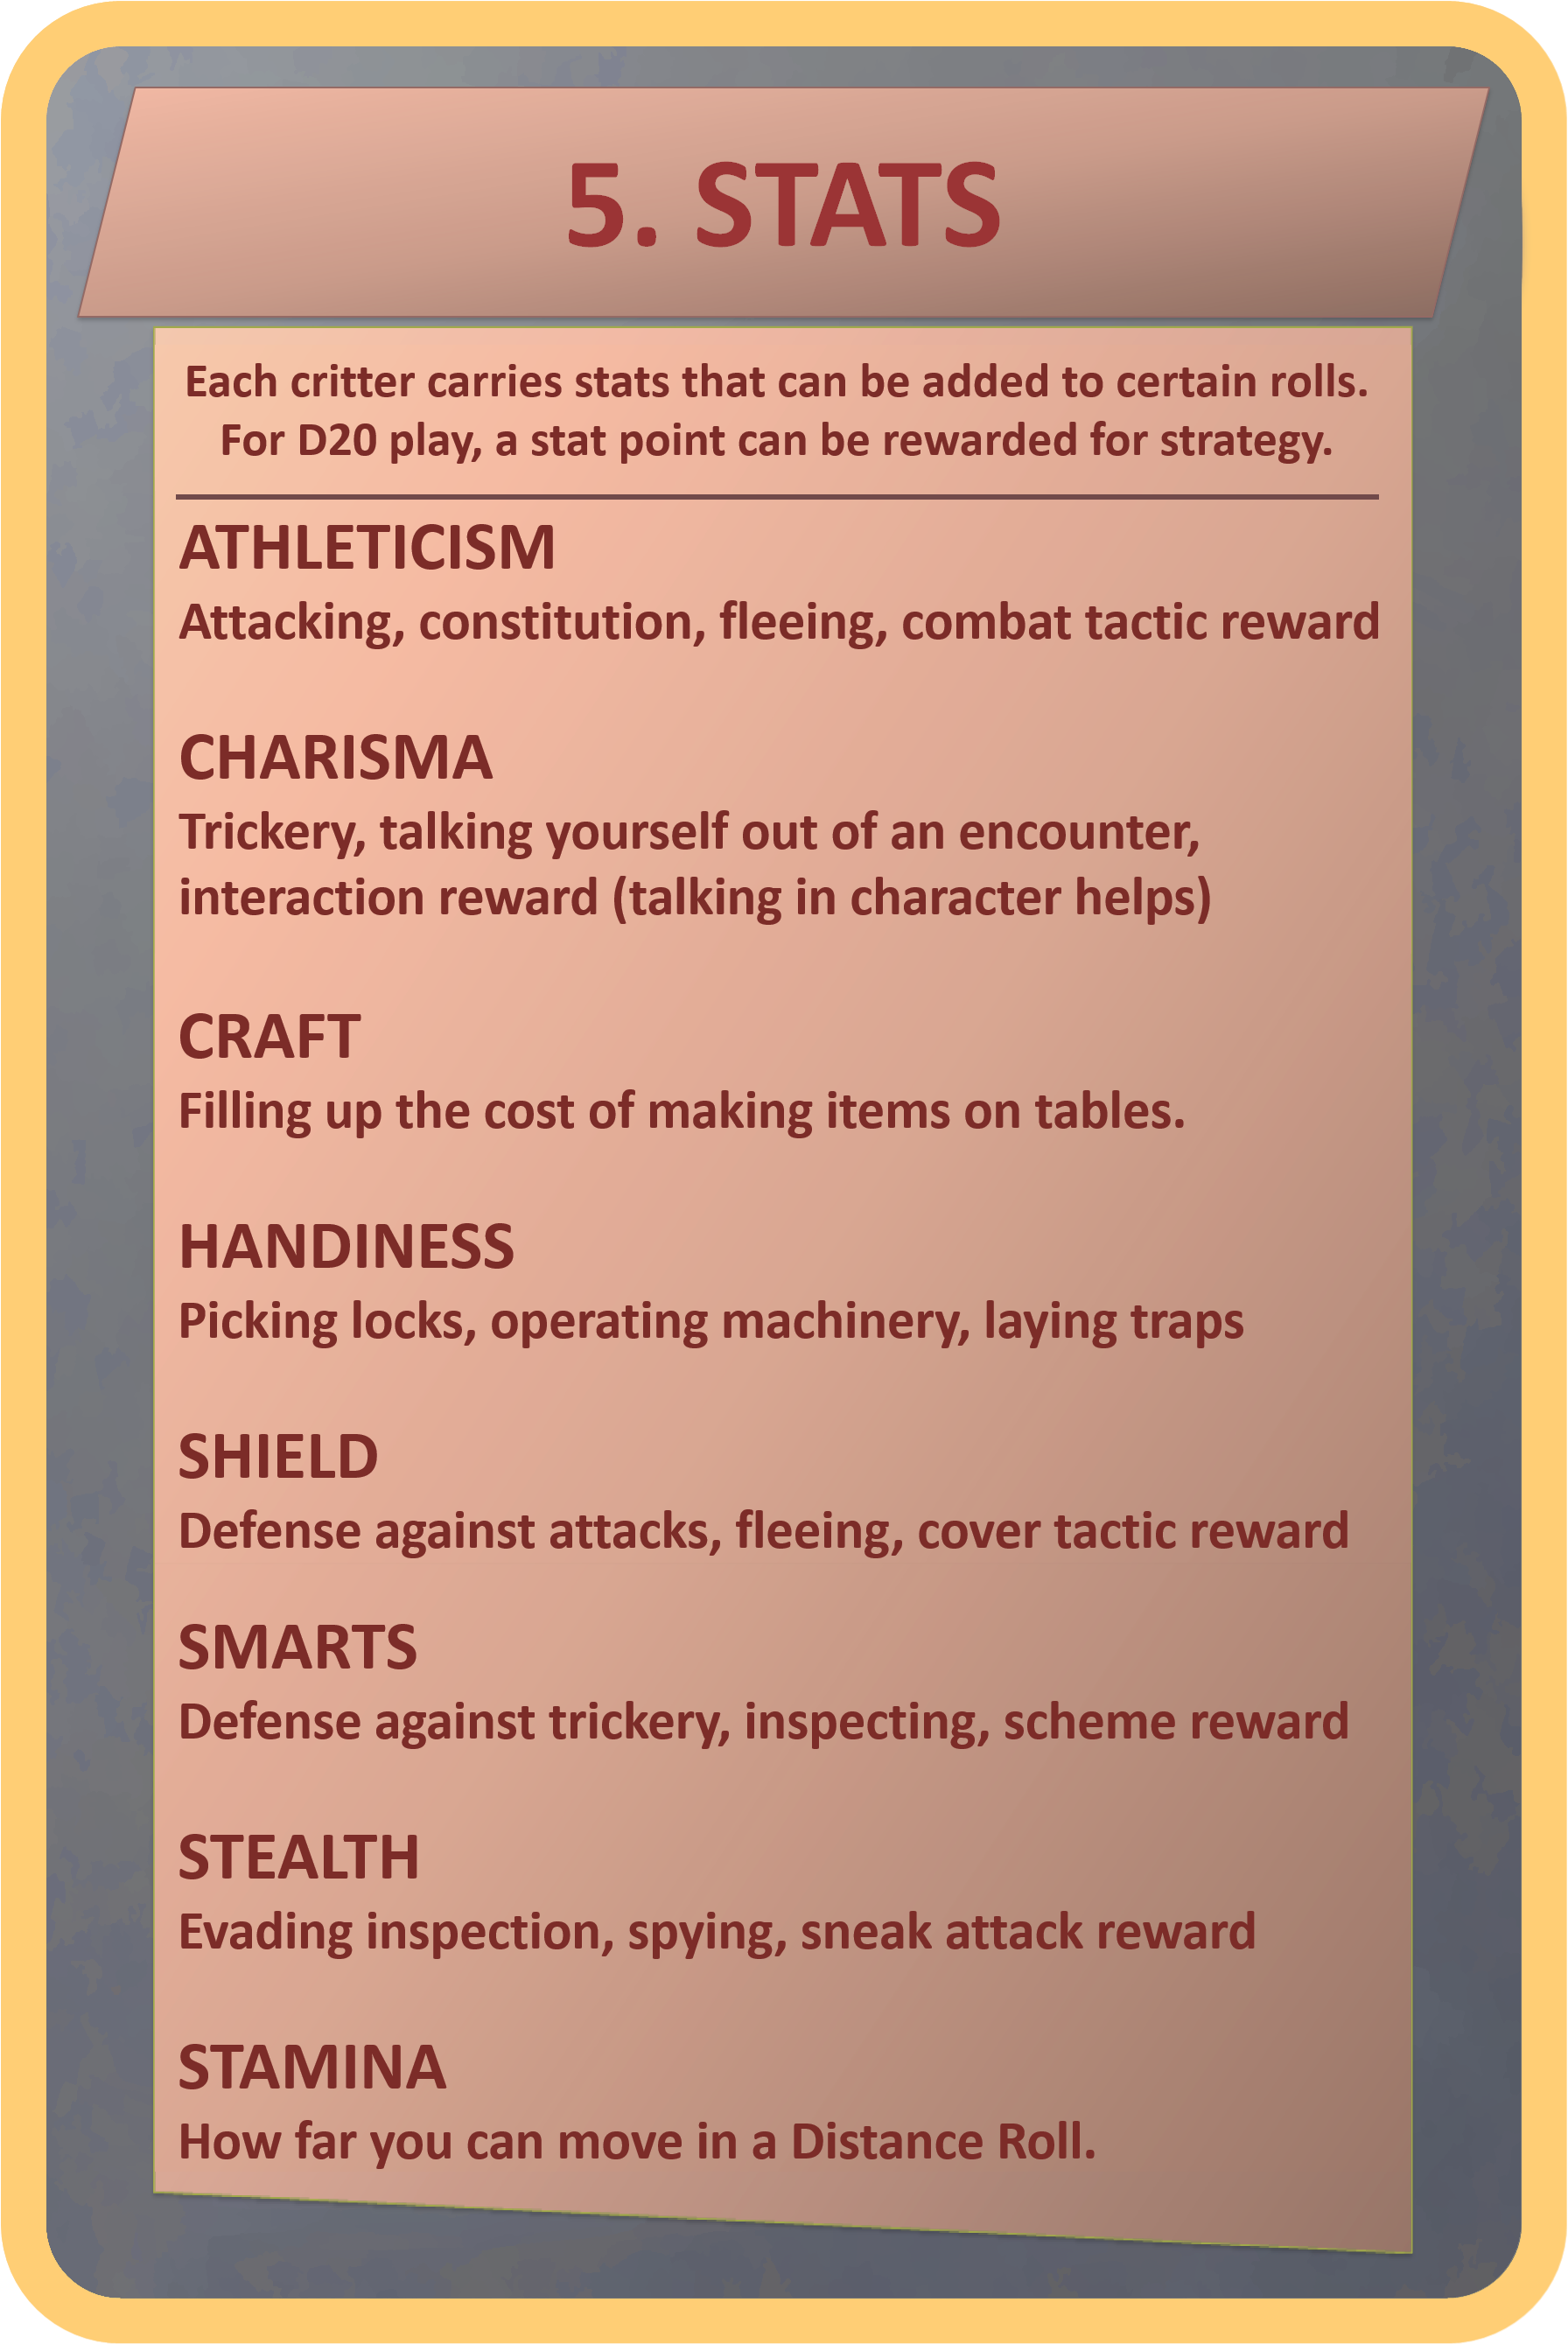 5. STATS
Each critter carries stats that can be added to certain rolls.
For D20 play, a stat point can be rewarded for strategy.
ATHLETICISM
Attacking, constitution, fleeing, combat tactic reward
CHARISMA
Trickery, talking yourself out of an encounter,
interaction reward (talking in character helps)
CRAFT
Filling up the cost of making items on tables.
HANDINESS
Picking locks, operating machinery, laying traps
SHIELD
Defense against attacks, fleeing, cover tactic reward
SMARTS
Defense against trickery, inspecting, scheme reward
STEALTH
Evading inspection, spying, sneak attack reward
STAMINA
How far you can move in a Distance Roll.